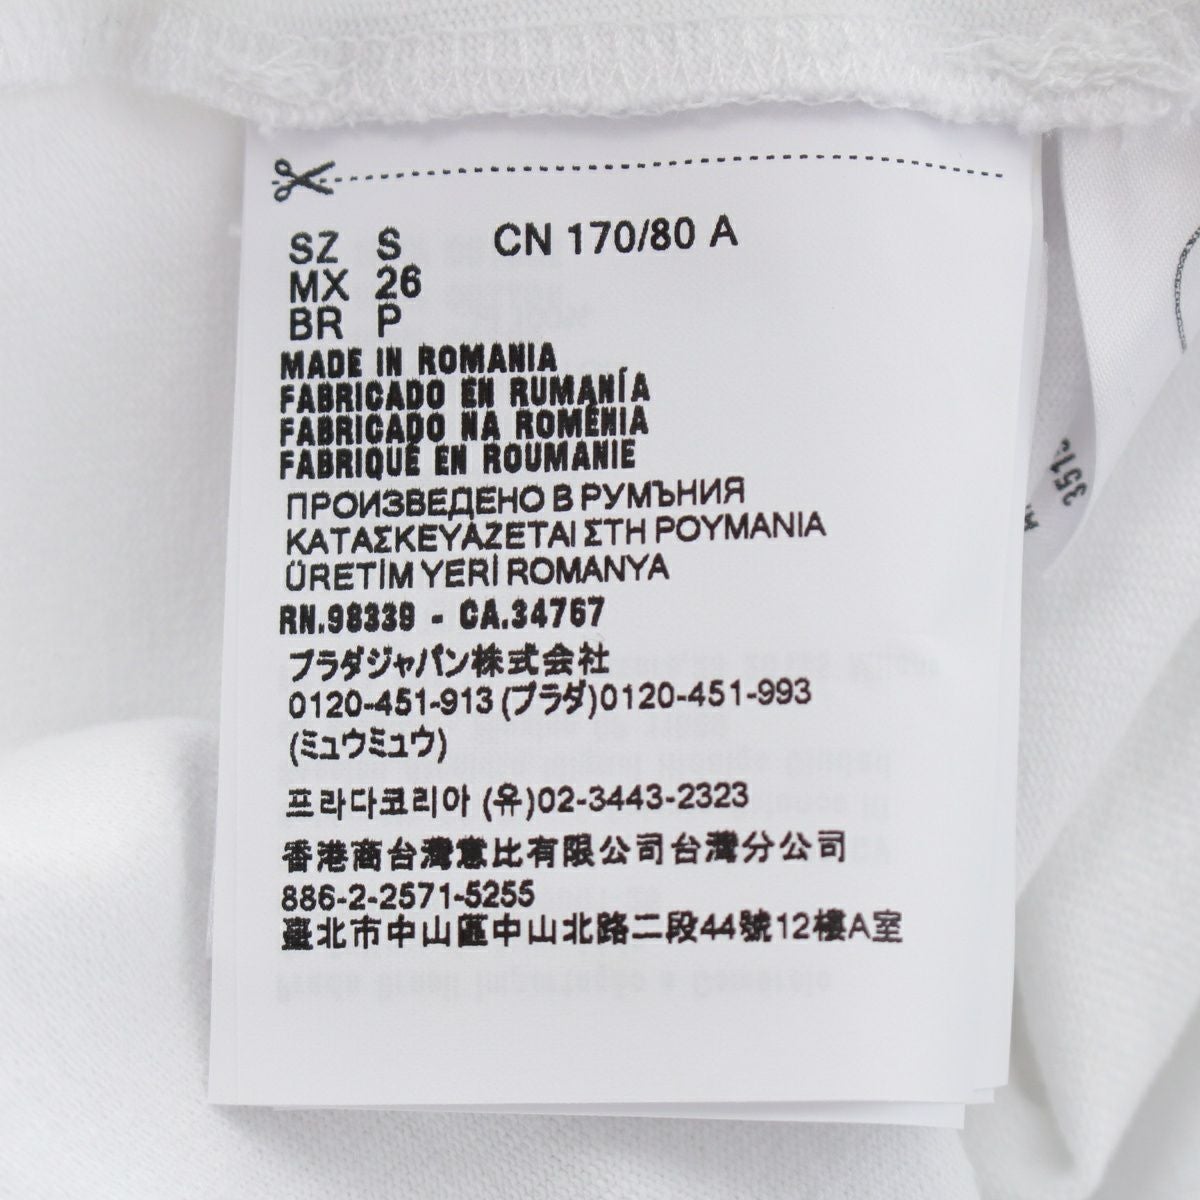 SZ S CN 170/80 A
MX 26
BR P
MADE IN ROMANIA
FABRICADO EN RUMANÍA
FABRICADO NA ROMÊNIA
FABRIQUÉ EN ROUMANIE
ПРОИЗВЕДЕНО В РУМЪНИЯ
ΚΑΤΑΣΚΕΥΑΖΕΤΑΙ ΣΤΗ ΡΟΥΜΑΝΙΑ
ÜRETİM YERİ ROMANYA
RN.98339 - CA.34767
プラダジャパン株式会社
0120-451-913 (プラダ)0120-451-993
(ミュウミュウ)
프라다코리아 (유)02-3443-2323
香港商台灣意比有限公司台灣分公司
886-2-2571-5255
臺北市中山區中山北路二段44號12樓A室